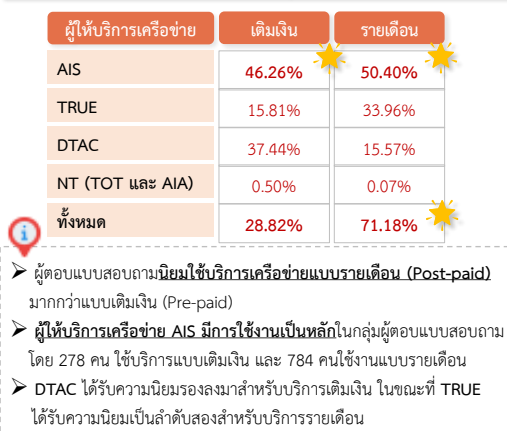 ผู้ให้บริการเครือข่าย เติมเงิน รายเดือน
AIS 46.26% 50.40%
TRUE 15.81% 33.96%
DTAC 37.44% 15.57%
NT (TOT และ AIA) 0.50% 0.07%
ทั้งหมด 28.82% 71.18%
i
➤ ผู้ตอบแบบสอบถามนิยมใช้บริการเครือข่ายแบบรายเดือน (Post-paid)
มากกว่าแบบเติมเงิน (Pre-paid)
➤ ผู้ให้บริการเครือข่าย AIS มีการใช้งานเป็นหลักในกลุ่มผู้ตอบแบบสอบถาม
โดย 278 คน ใช้บริการแบบเติมเงิน และ 784 คนใช้งานแบบรายเดือน
➤ DTAC ได้รับความนิยมรองลงมาสำหรับบริการเติมเงิน ในขณะที่ TRUE
ได้รับความนิยมเป็นลำดับสองสำหรับบริการรายเดือน